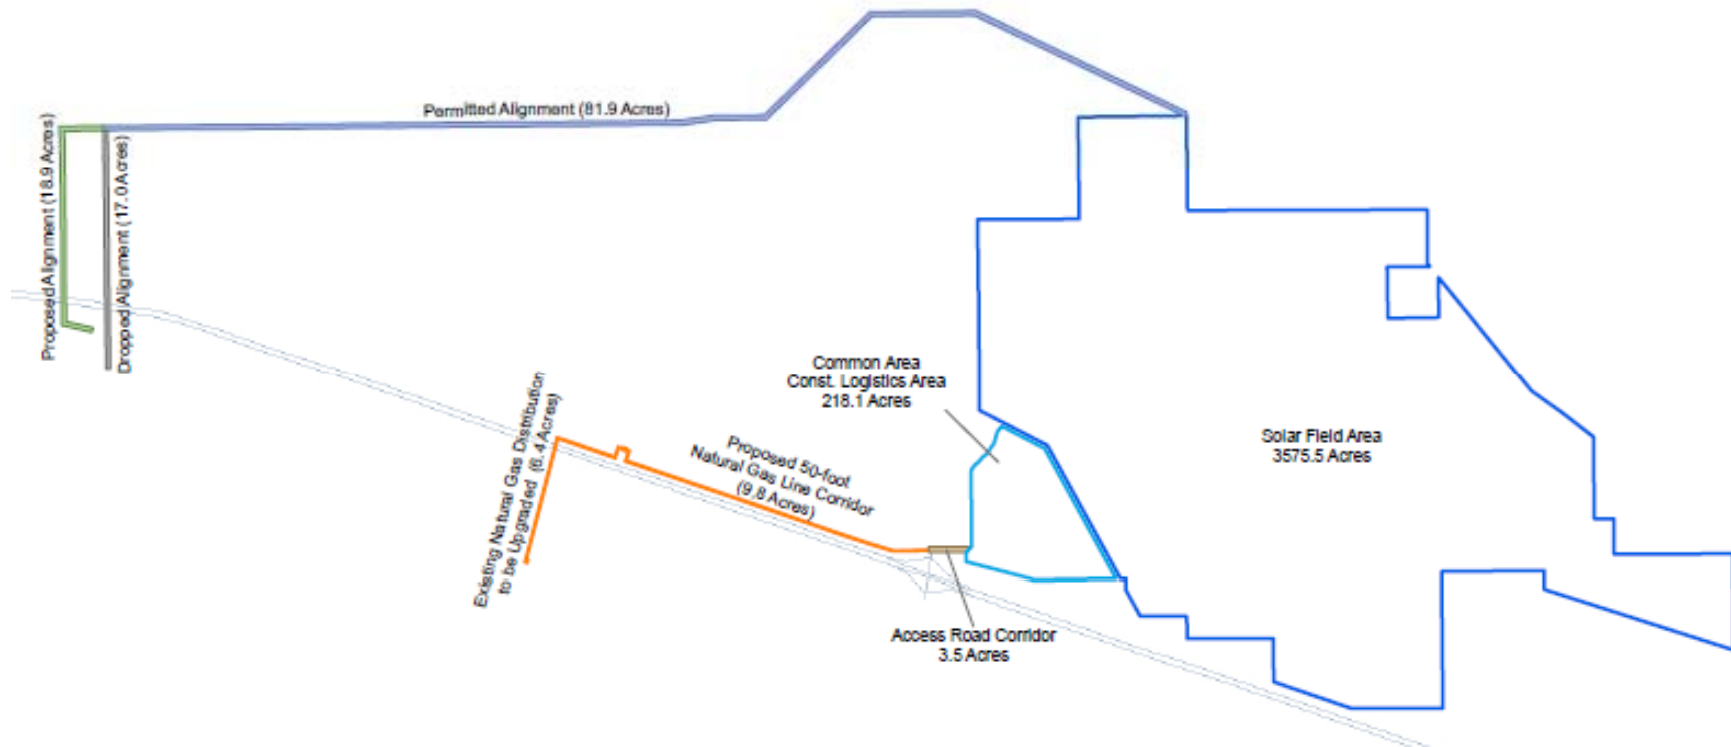 Permitted Alignment (81.9 Acres)
Proposed Alignment (18.9 Acres)
Dropped Alignment (17.0 Acres)
Common Area
Const. Logistics Area
218.1 Acres
Solar Field Area
3575.5 Acres
Existing Natural Gas Distribution
to be Upgraded (6.4 Acres)
Proposed 50-foot
Natural Gas Line Corridor
(9.8 Acres)
Access Road Corridor
3.5 Acres